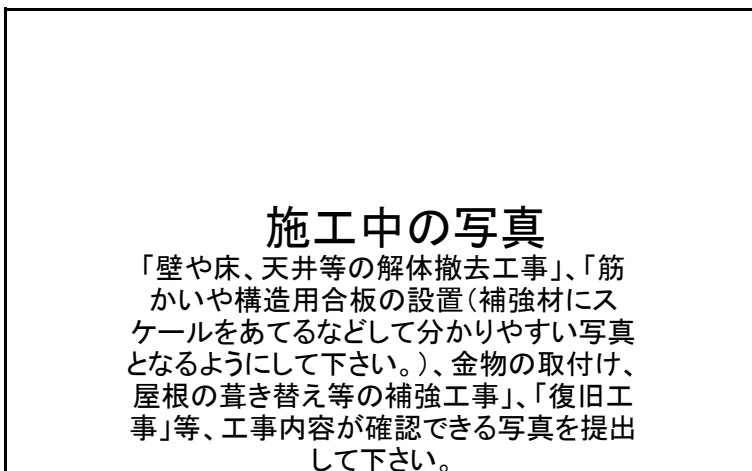 施工中の写真
「壁や床、天井等の解体撤去工事」、「筋
かいや構造用合板の設置(補強材にス
ケールをあてるなどして分かりやすい写真
となるようにして下さい。)、金物の取付け、
屋根の葺き替え等の補強工事」、「復旧工
事」等、工事内容が確認できる写真を提出
して下さい。